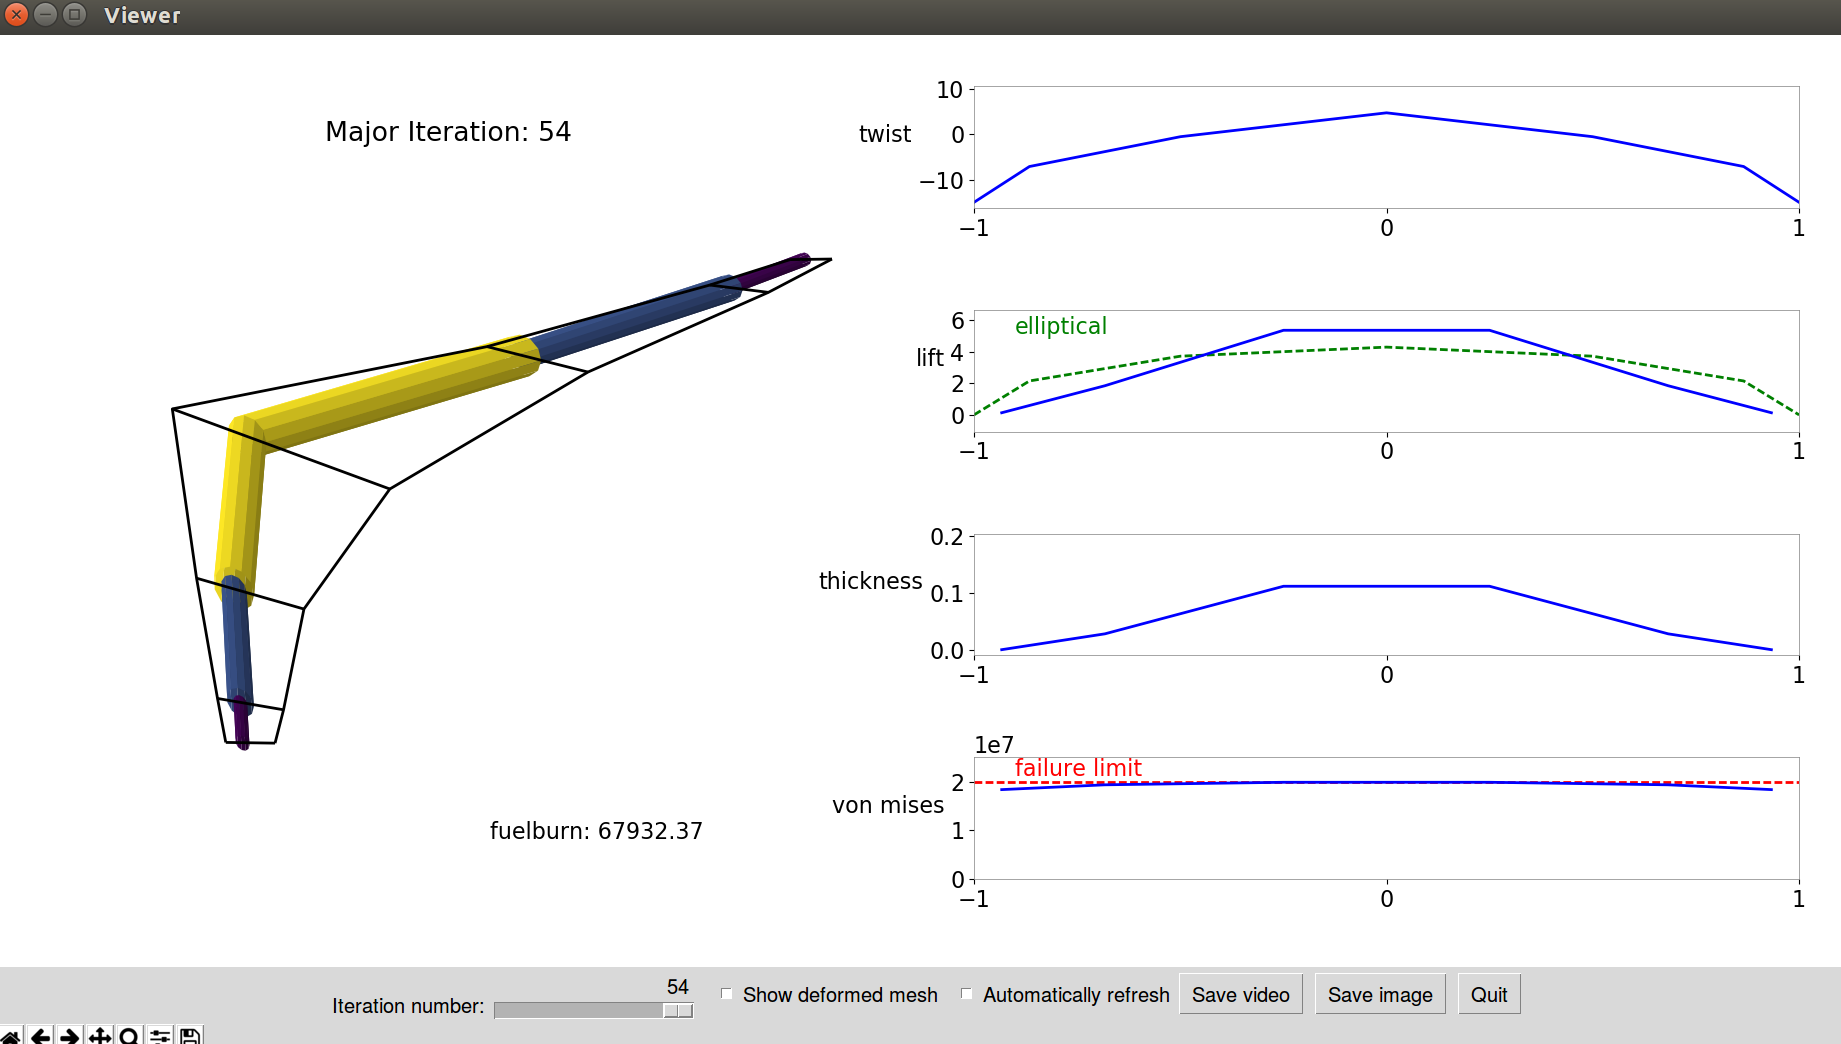 Viewer
Major Iteration: 54
fuelburn: 67932.37
twist
10
0
−10
−1 0 1
lift
6
4
2
0
elliptical
−1 0 1
thickness
0.2
0.1
0.0
−1 0 1
von mises
1e7
failure limit
2
1
0
−1 0 1
54
Iteration number:
Show deformed mesh
Automatically refresh
Save video
Save image
Quit